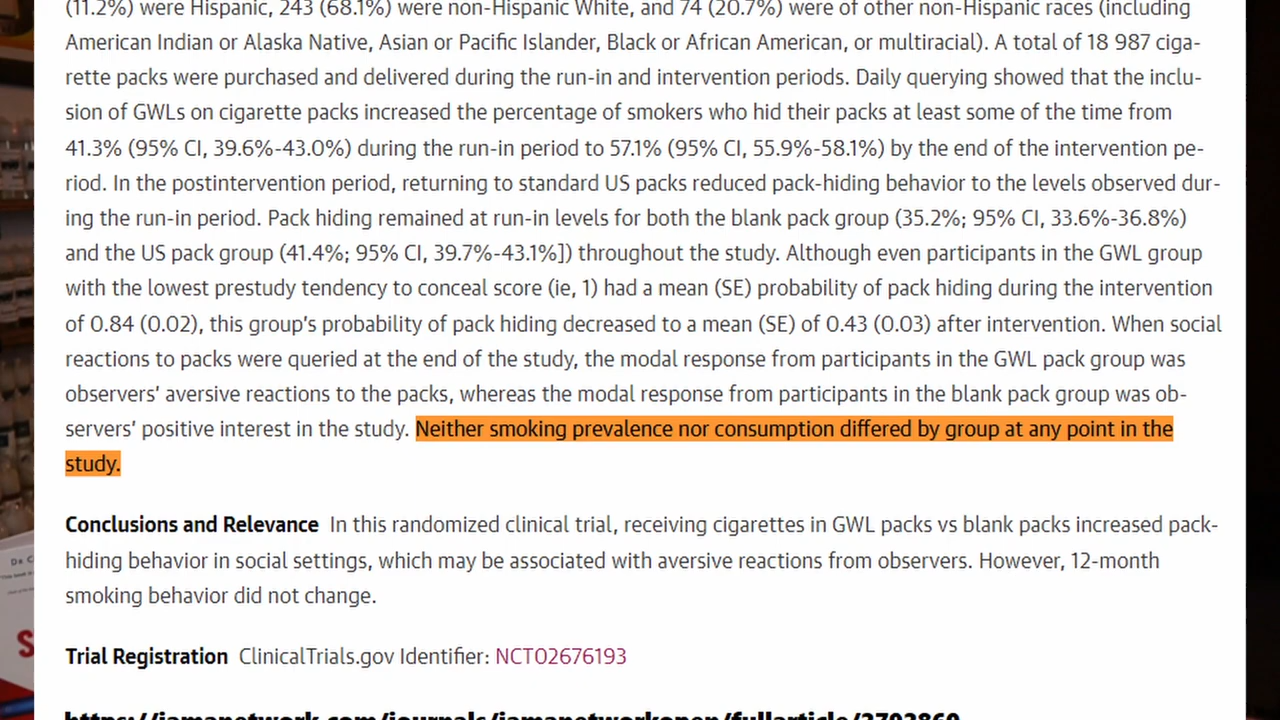 (11.2%) were Hispanic, 243 (68.1%) were non-Hispanic White, and 74 (20.7%) were of other non-Hispanic races (including
American Indian or Alaska Native, Asian or Pacific Islander, Black or African American, or multiracial). A total of 18 987 ciga-
rette packs were purchased and delivered during the run-in and intervention periods. Daily querying showed that the inclu-
sion of GWLs on cigarette packs increased the percentage of smokers who hid their packs at least some of the time from
41.3% (95% CI, 39.6%-43.0%) during the run-in period to 57.1% (95% CI, 55.9%-58.1%) by the end of the intervention pe-
riod. In the postintervention period, returning to standard US packs reduced pack-hiding behavior to the levels observed dur-
ing the run-in period. Pack hiding remained at run-in levels for both the blank pack group (35.2%; 95% CI, 33.6%-36.8%)
and the US pack group (41.4%; 95% CI, 39.7%-43.1%]) throughout the study. Although even participants in the GWL group
with the lowest prestudy tendency to conceal score (ie, 1) had a mean (SE) probability of pack hiding during the intervention
of 0.84 (0.02), this group's probability of pack hiding decreased to a mean (SE) of 0.43 (0.03) after intervention. When social
reactions to packs were queried at the end of the study, the modal response from participants in the GWL pack group was
observers' aversive reactions to the packs, whereas the modal response from participants in the blank pack group was ob-
servers' positive interest in the study. Neither smoking prevalence nor consumption differed by group at any point in the
study.
Conclusions and Relevance In this randomized clinical trial, receiving cigarettes in GWL packs vs blank packs increased pack-
hiding behavior in social settings, which may be associated with aversive reactions from observers. However, 12-month
smoking behavior did not change.
Trial Registration ClinicalTrials.gov Identifier: NCT02676193
https://jamanetwork.com/journals/jamanetworkopen/fullarticle/2792860